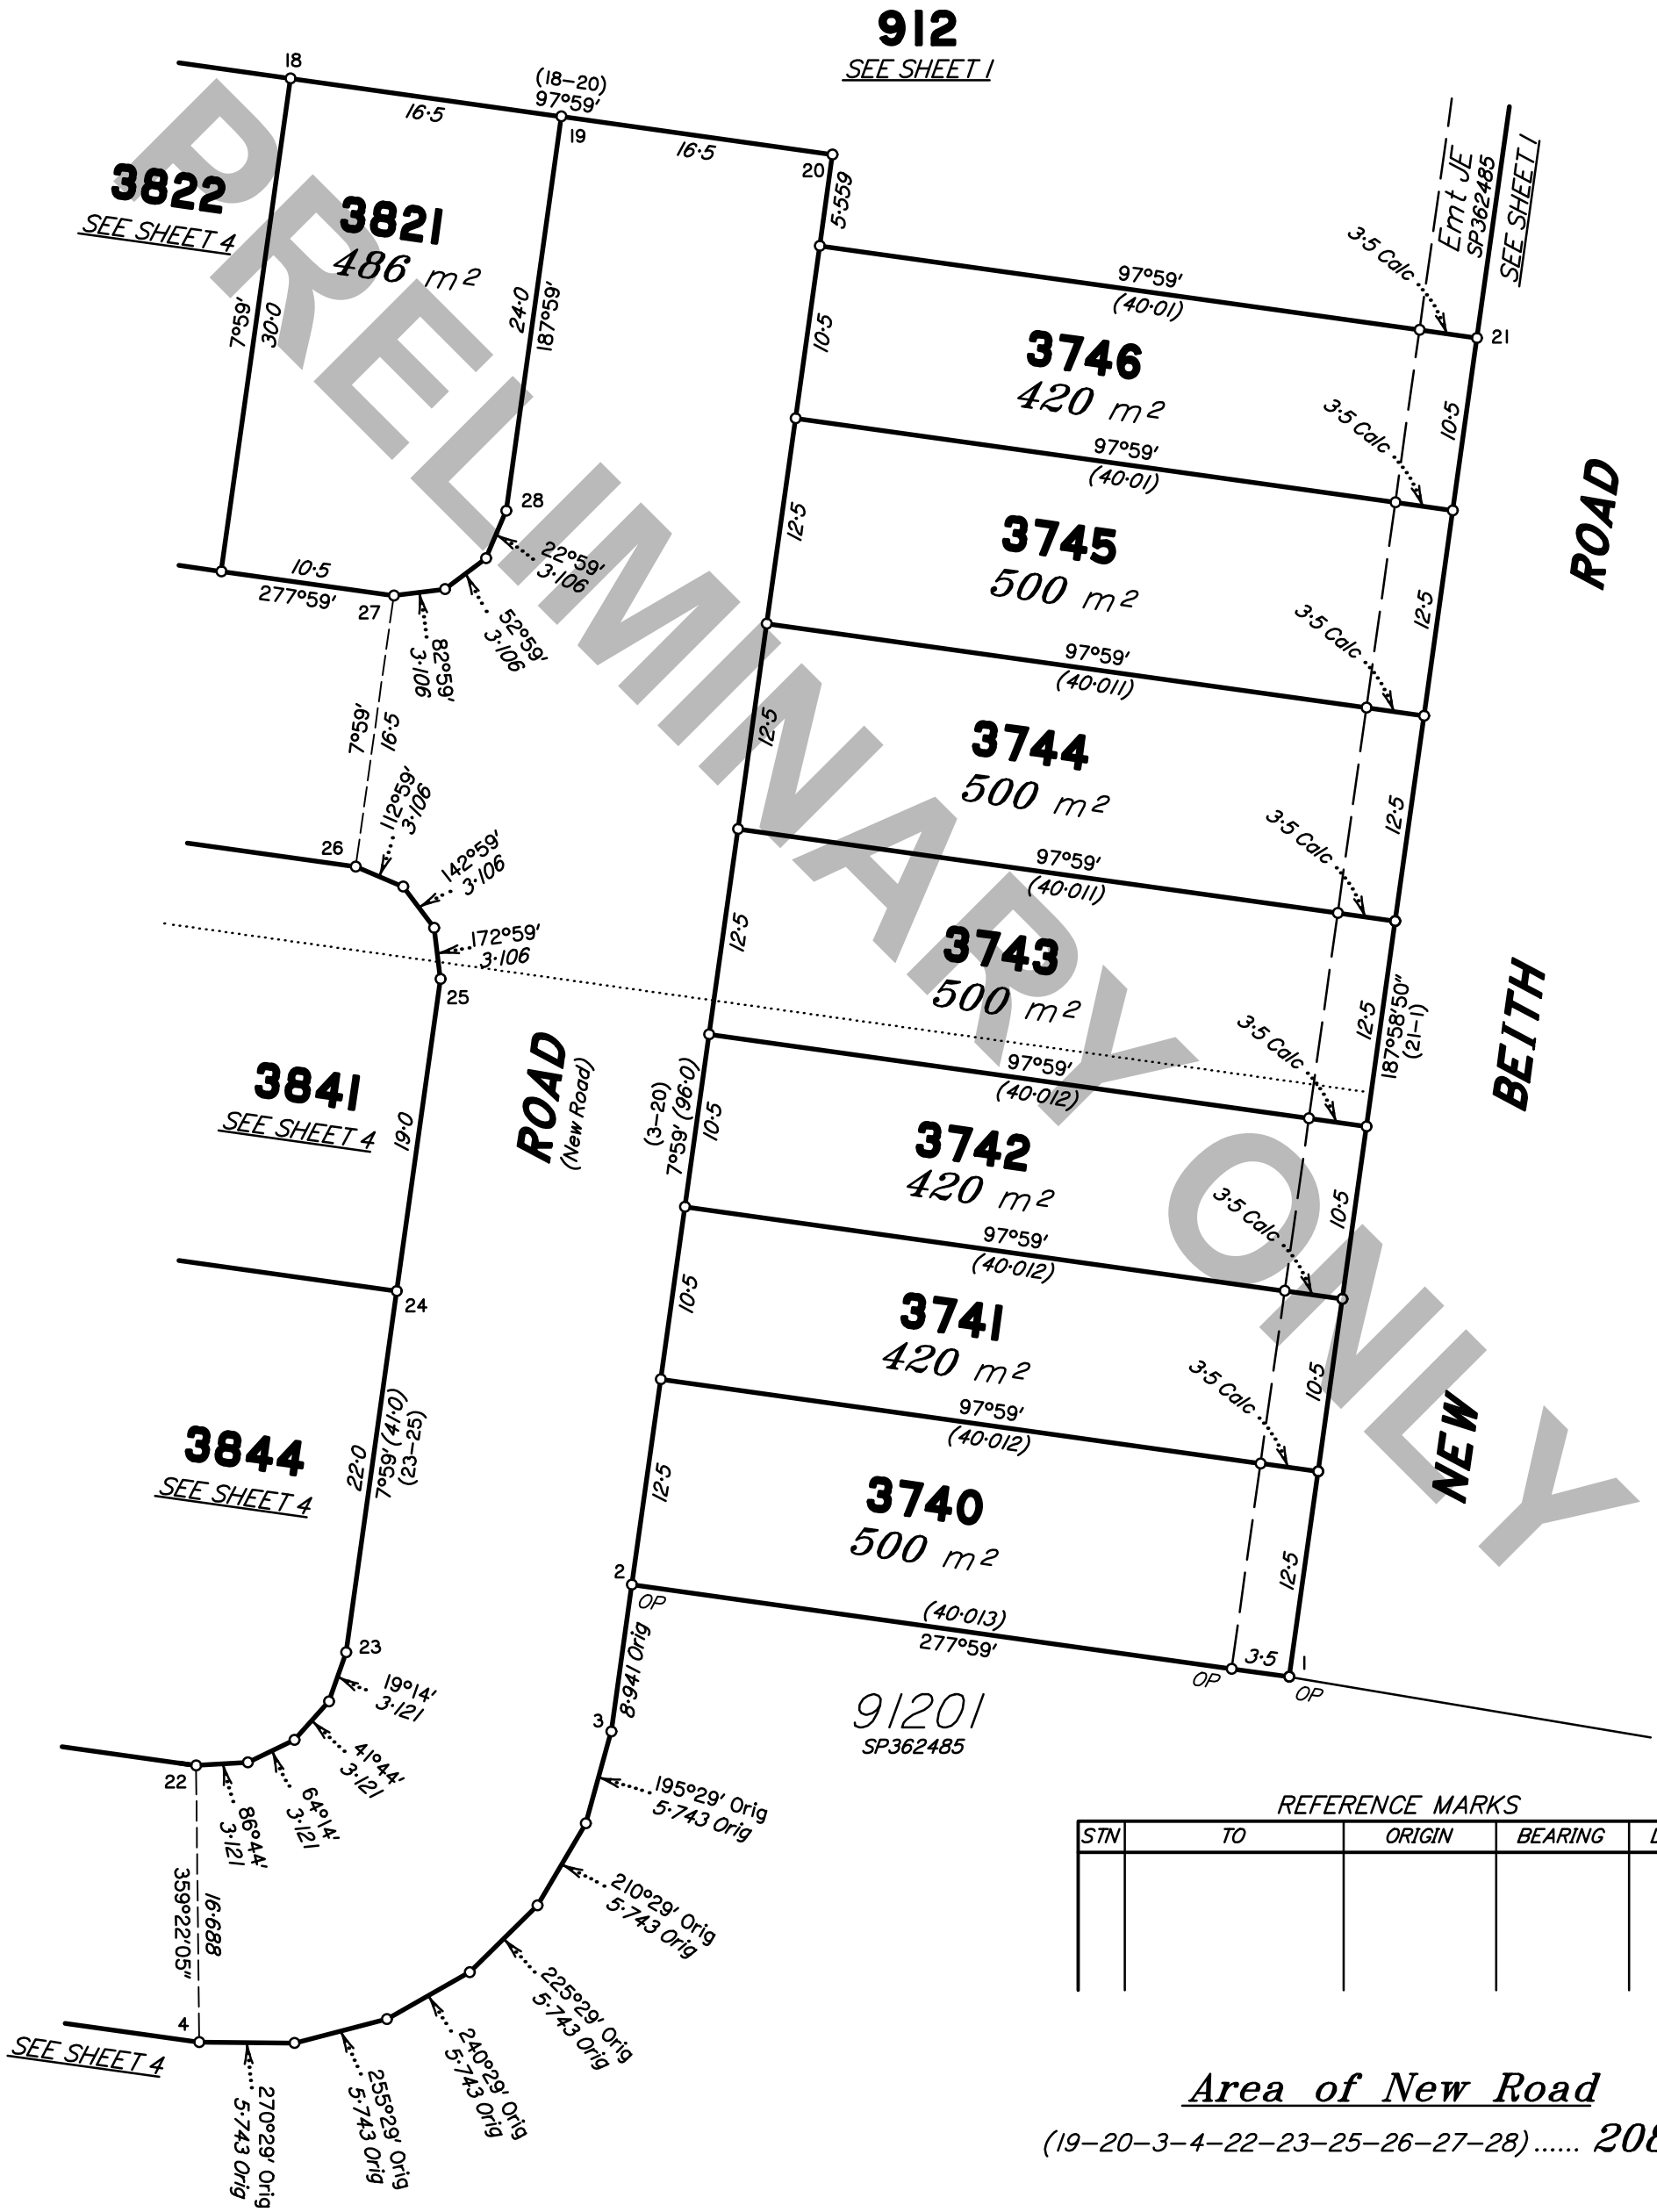 912
SEE SHEET 1
18
(18-20)
97°59'
16·5
19
16·5
20
3822
SEE SHEET 4
3821
486 m²
5·559
Emt JE
SP362485
SEE SHEET 1
3·5 Calc
7°59'
30·0
24·0
187°59'
97°59'
(40·01)
21
10·5
3746
420 m²
10·5
3·5 Calc
97°59'
(40·01)
ROAD
28
22°59'
3·106
12·5
3745
500 m²
12·5
10·5
277°59'
27
52°59'
3·106
82°59'
3·106
3·5 Calc
97°59'
(40·011)
7°59'
16·5
12·5
3744
500 m²
12·5
26
112°59'
3·106
142°59'
3·106
3·5 Calc
97°59'
(40·011)
172°59'
3·106
25
12·5
3743
500 m²
12·5
187°58'50"
(21-1)
BEITH
3·5 Calc
3841
SEE SHEET 4
19·0
ROAD
(New Road)
(3-20)
7°59' (96·0)
97°59'
(40·012)
10·5
3742
420 m²
10·5
3·5 Calc
24
97°59'
(40·012)
10·5
3741
420 m²
10·5
3·5 Calc
3844
SEE SHEET 4
22·0
7°59' (41·0)
(23-25)
97°59'
(40·012)
NEW
12·5
3740
500 m²
12·5
2
OP
(40·013)
277°59'
3·5
1
OP
OP
23
19°14'
3·121
8·941 Orig
3
91201
SP362485
22
41°44'
3·121
64°14'
3·121
86°44'
3·121
195°29' Orig
5·743 Orig
REFERENCE MARKS
STN TO ORIGIN BEARING
359°22'05"
16·688
210°29' Orig
5·743 Orig
225°29' Orig
5·743 Orig
4
SEE SHEET 4
240°29' Orig
5·743 Orig
255°29' Orig
5·743 Orig
270°29' Orig
5·743 Orig
Area of New Road
(19-20-3-4-22-23-25-26-27-28)...... 208
PRELIMINARY ONLY